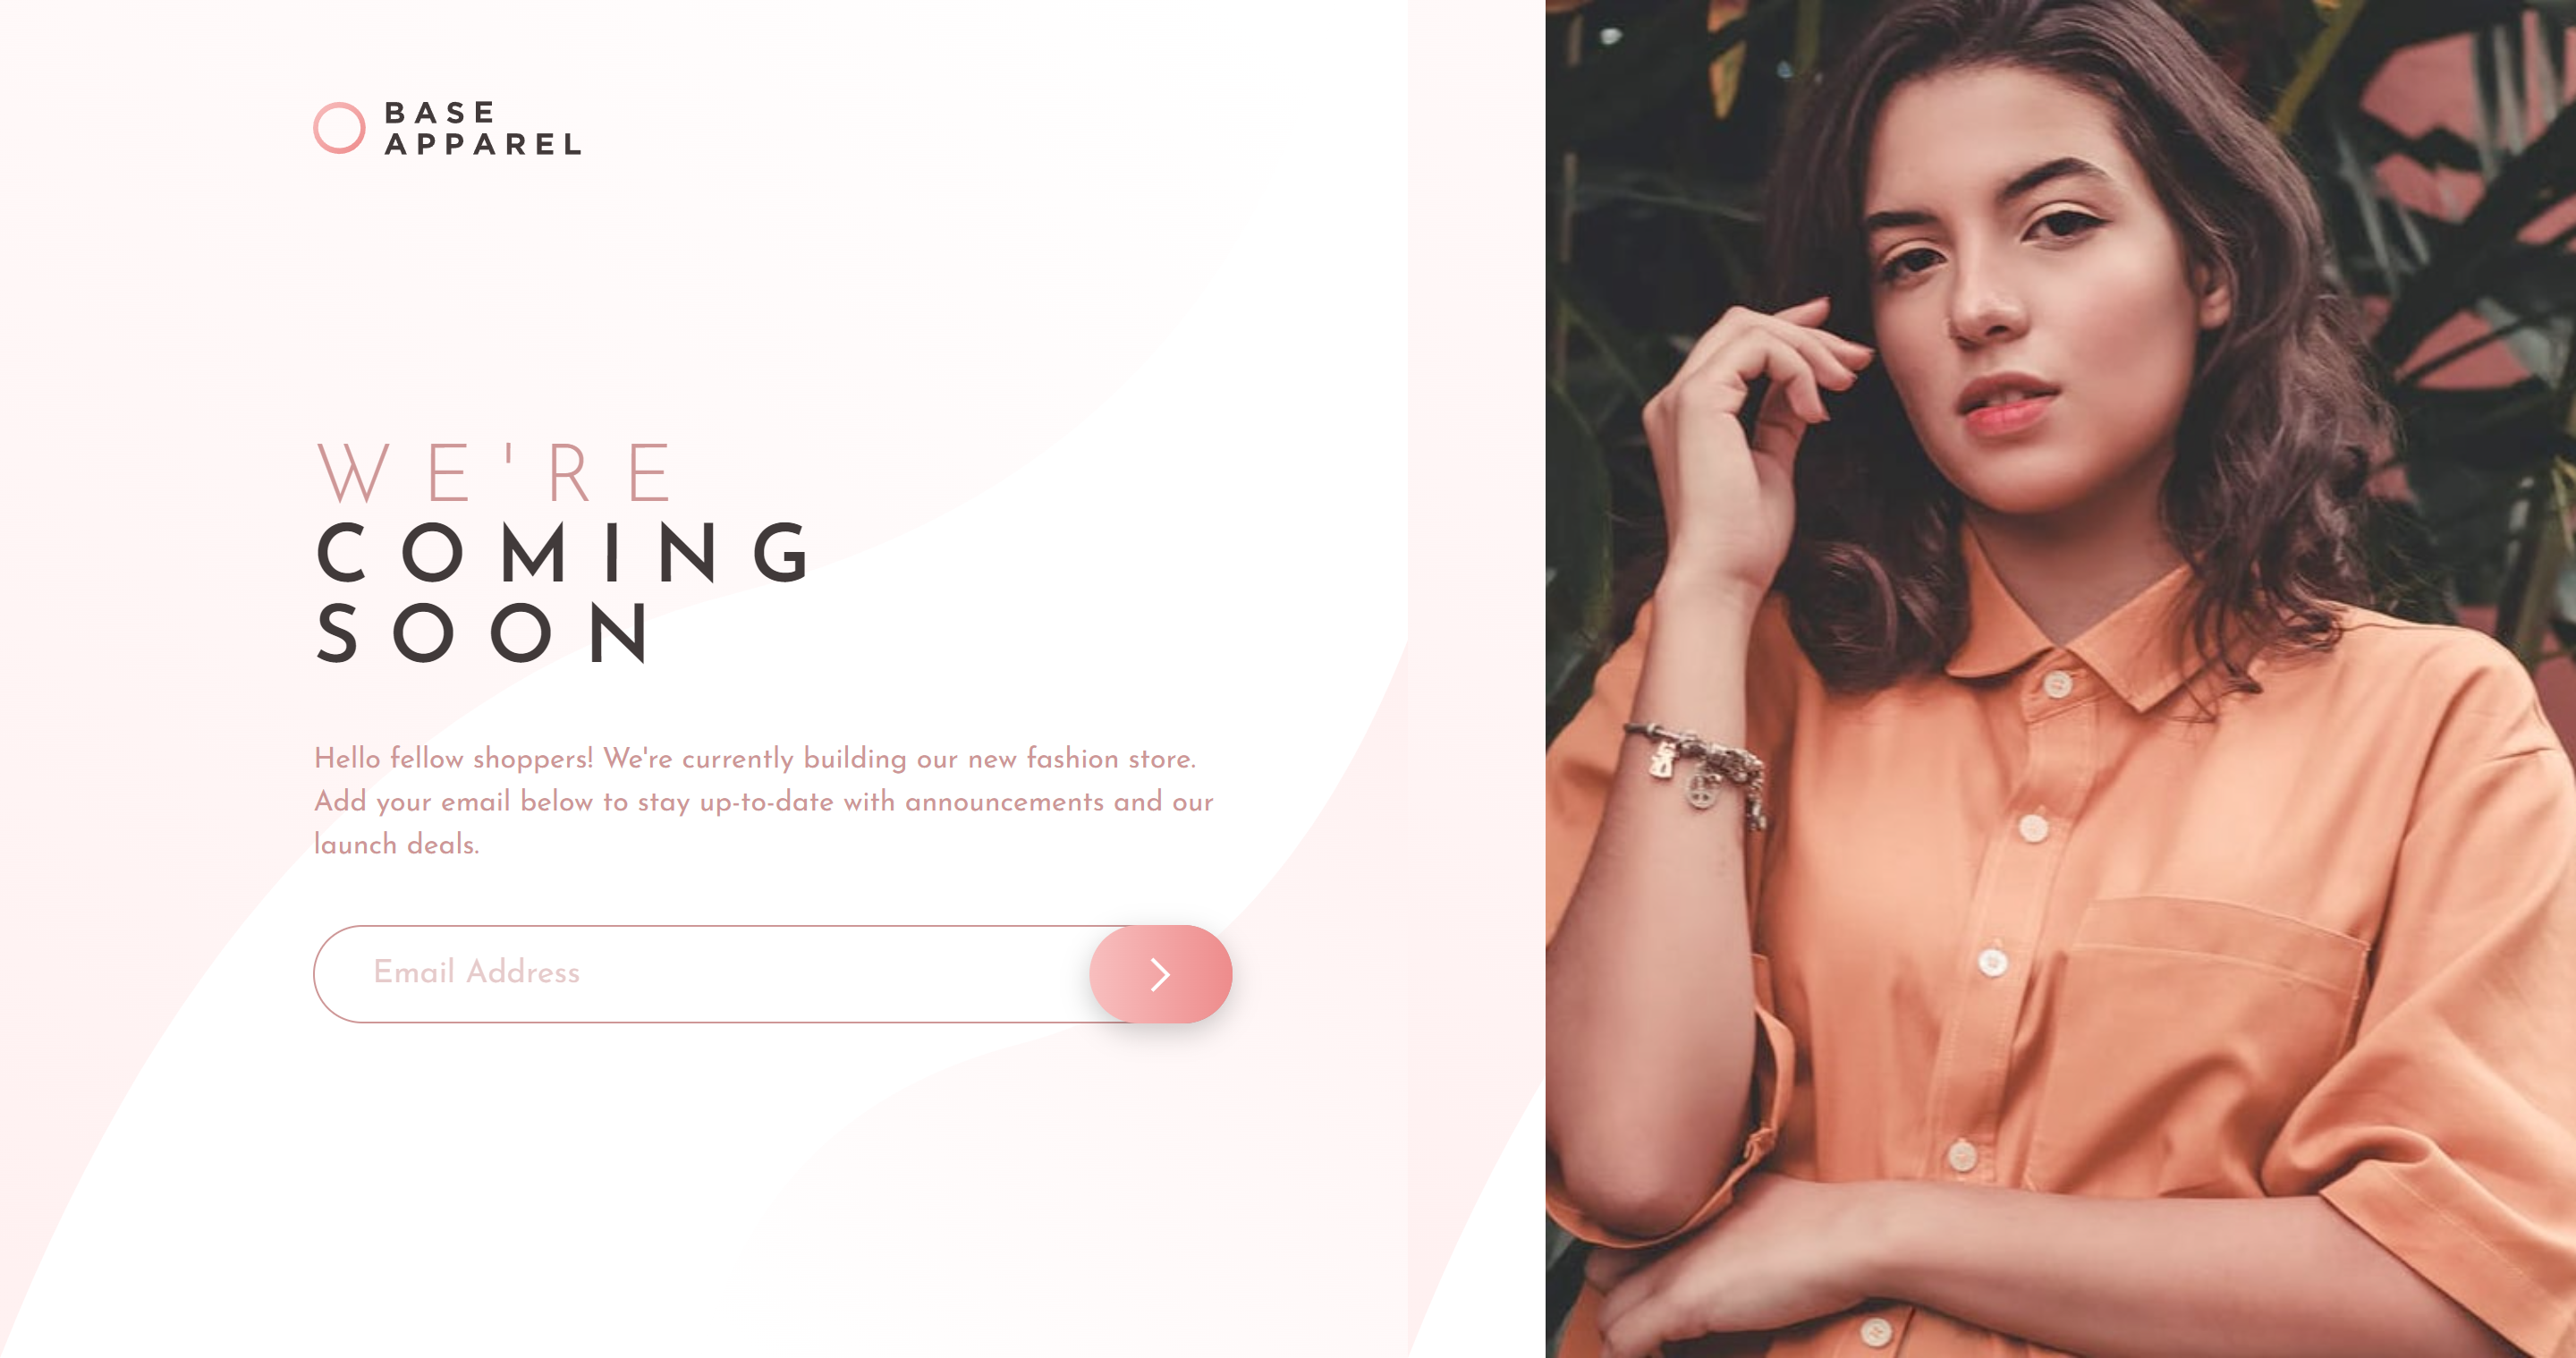 BASE
APPAREL
WE'RE
COMING
SOON
Hello fellow shoppers! We're currently building our new fashion store.
Add your email below to stay up-to-date with announcements and our
launch deals.
Email Address